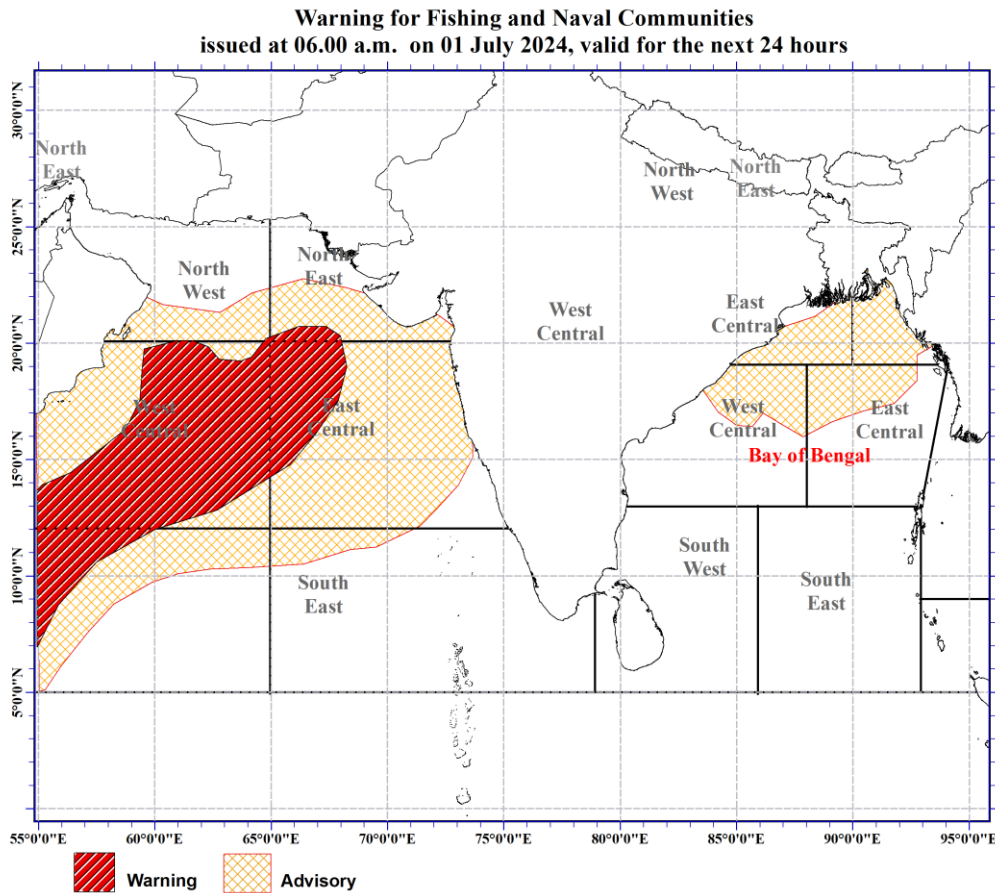 Warning for Fishing and Naval Communities
issued at 06.00 a.m. on 01 July 2024, valid for the next 24 hours
30°0'0"N
25°0'0"N
20°0'0"N
15°0'0"N
10°0'0"N
5°0'0"N
North
East
North
West
North
East
North
West
North
East
West
Central
East
Central
West
Central
East
Central
West
Central
East
Central
Bay of Bengal
South
East
South
West
South
East
55°0'0"E
60°0'0"E
65°0'0"E
70°0'0"E
75°0'0"E
80°0'0"E
85°0'0"E
90°0'0"E
95°0'0"E
Warning
Advisory